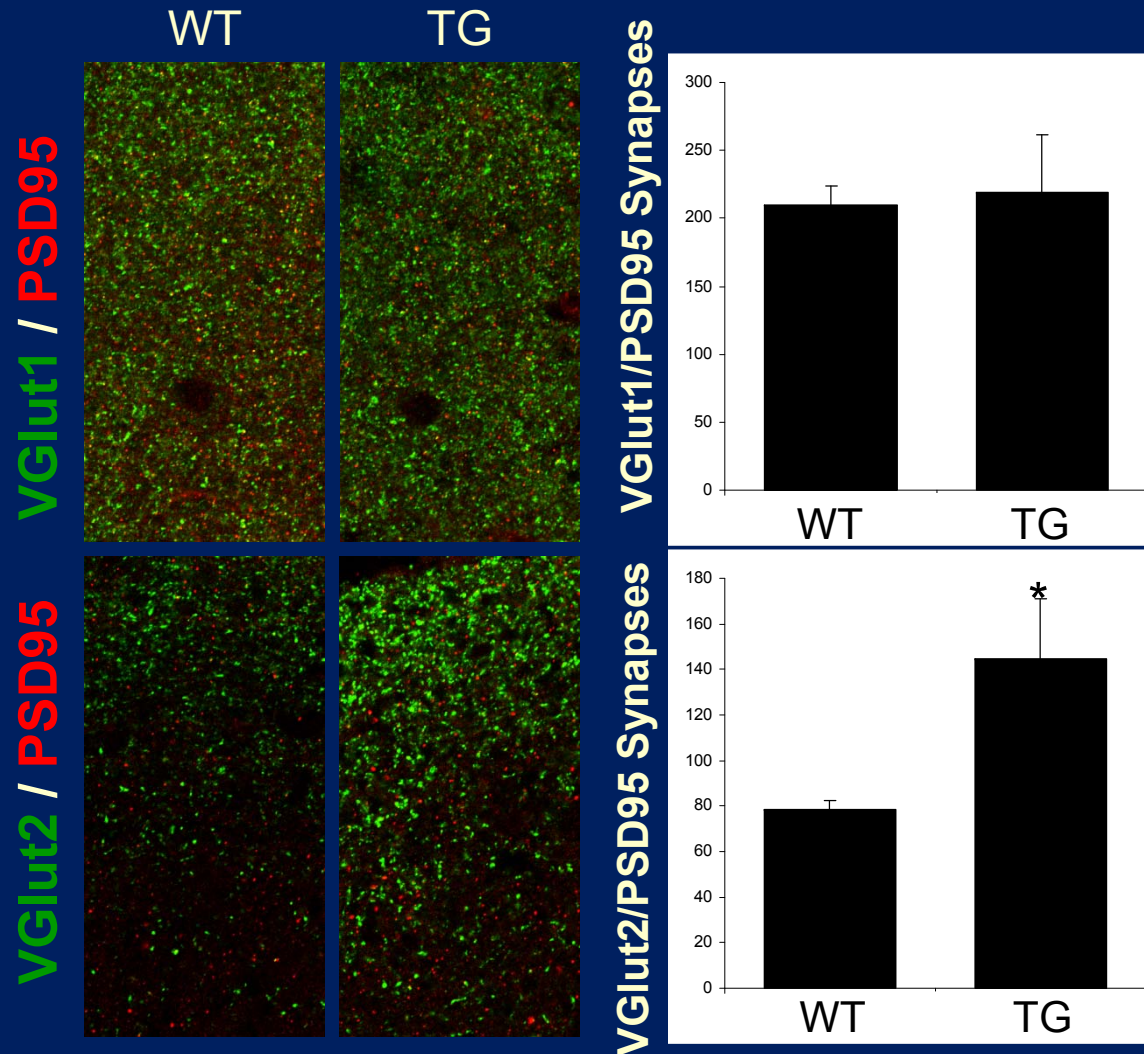 WT
TG
VGlut1 / PSD95
VGlut2 / PSD95
VGlut1/PSD95 Synapses
300
250
200
150
100
50
0
WT
TG
VGlut2/PSD95 Synapses
180
160
140
120
100
80
60
40
20
0
*
WT
TG